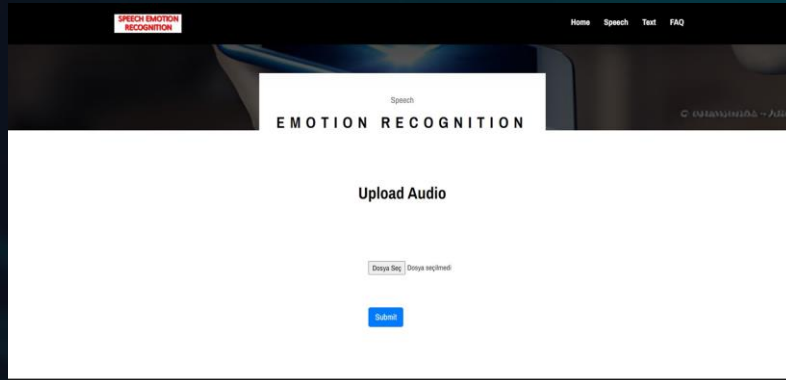 SPEECH EMOTION
RECOGNITION
Home Speech Text FAQ
Speech
EMOTION RECOGNITION
Upload Audio
Dosya Seç Dosya seçilmedi
Submit